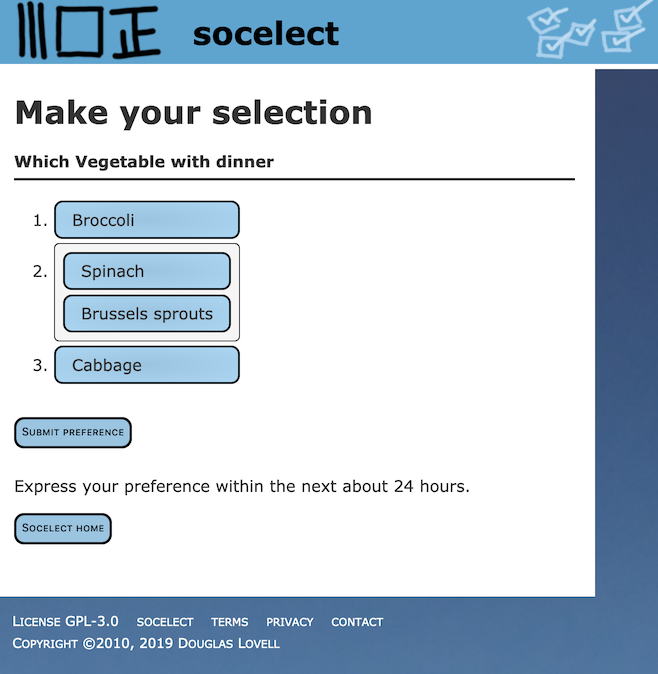 socelect
Make your selection
Which Vegetable with dinner
1. Broccoli
2. Spinach
Brussels sprouts
3. Cabbage
Submit preference
Express your preference within the next about 24 hours.
Socelect home
License GPL-3.0 socelect terms privacy contact
Copyright ©2010, 2019 Douglas Lovell